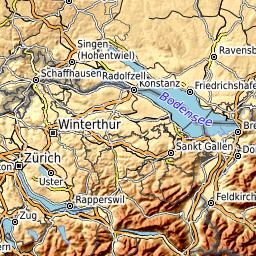 Singen
(Hohentwiel)
Ravensb
Schaffhausen
Radolfzell
Konstanz
Friedrichshafe
Bodensee
Winterthur
Bre
Sankt Gallen
Do
Zürich
Uster
Rapperswil
Feldkirch
Zug